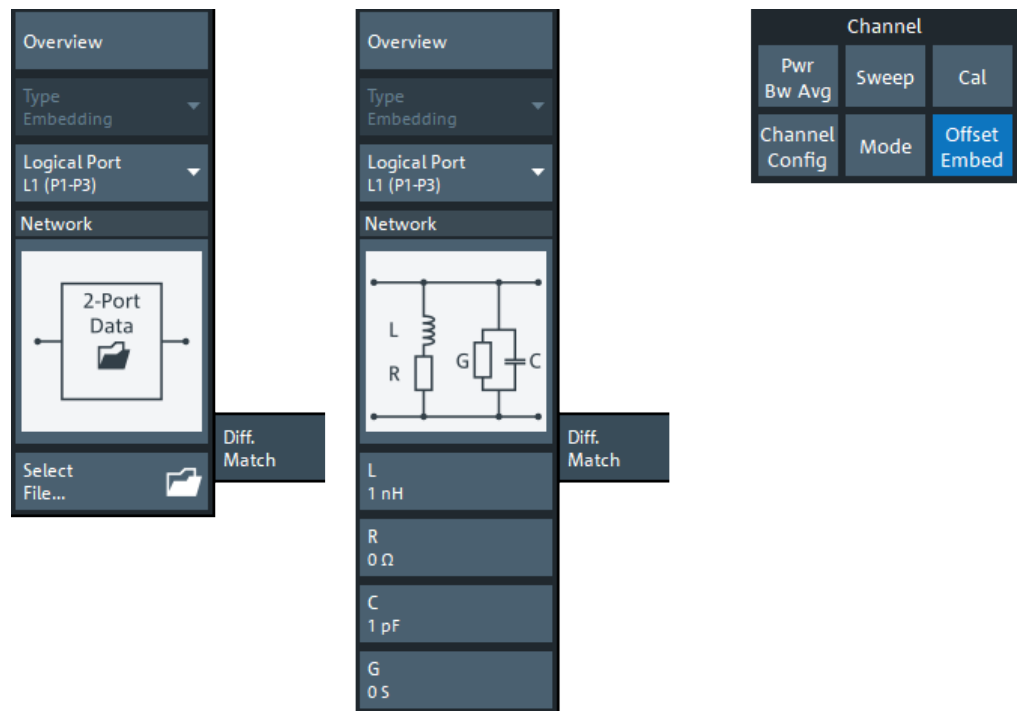 Overview
Type
Embedding
Logical Port
L1 (P1-P3)
Network
2-Port
Data
Select
File...
Diff.
Match
Overview
Type
Embedding
Logical Port
L1 (P1-P3)
Network
L
R
G
C
L
1 nH
R
0 Ω
C
1 pF
G
0 S
Diff.
Match
Channel
Pwr
Bw Avg
Sweep
Cal
Channel
Config
Mode
Offset
Embed